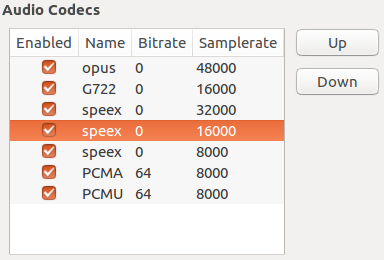 Audio Codecs
Enabled Name Bitrate Samplerate Up
opus 0 48000
G722 0 16000 Down
speex 0 32000
speex 0 16000
speex 0 8000
PCMA 64 8000
PCMU 64 8000